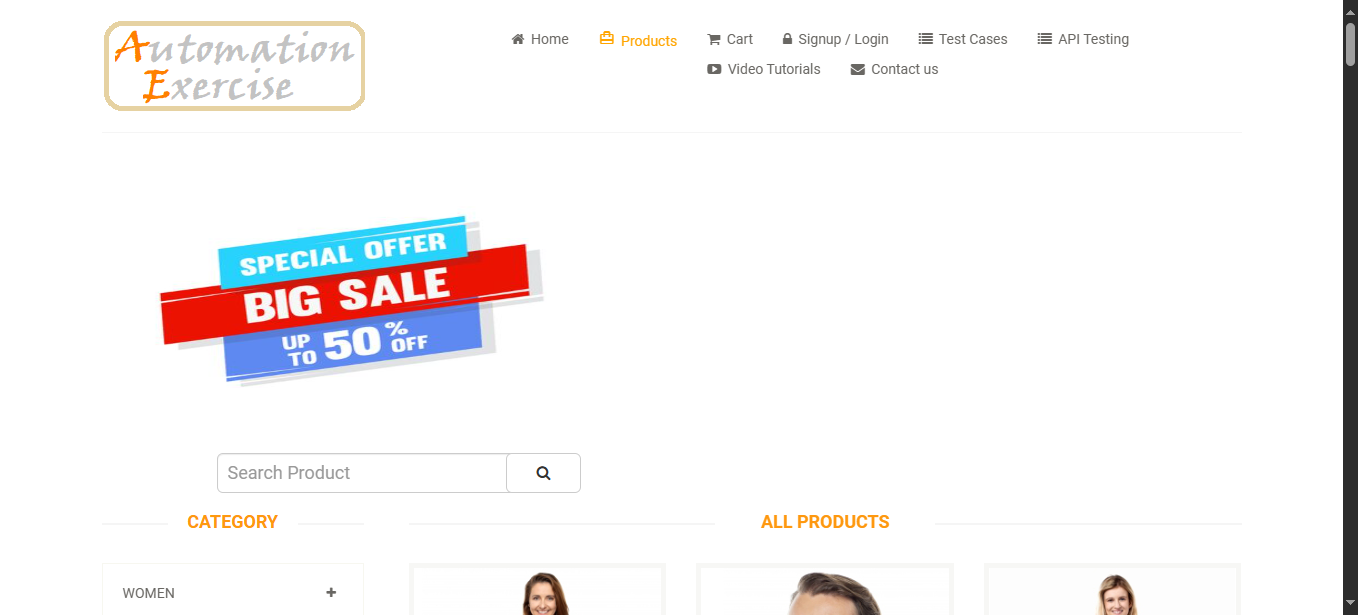 Automation
Exercise
Home
Products
Cart
Signup / Login
Test Cases
API Testing
Video Tutorials
Contact us
SPECIAL OFFER
BIG SALE
UP TO 50% OFF
Search Product
CATEGORY
ALL PRODUCTS
WOMEN